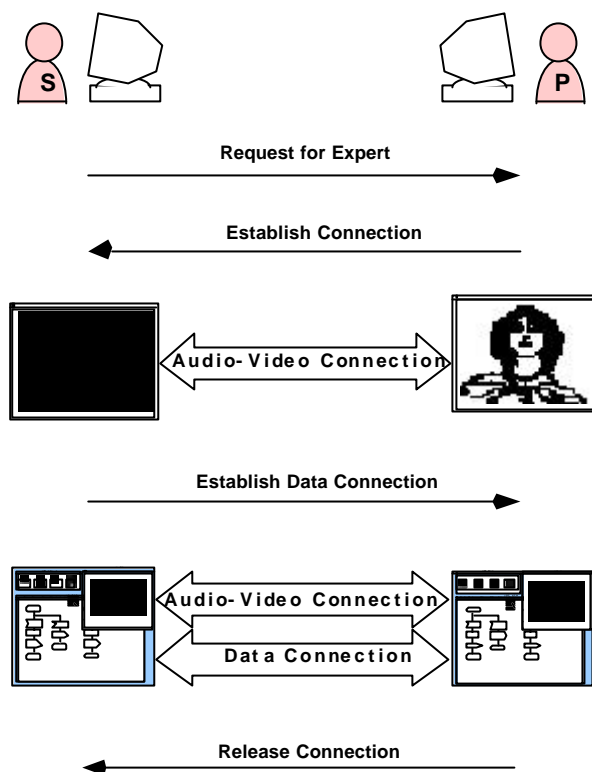 S
P
Request for Expert
Establish Connection
Audio-Video Connection
Establish Data Connection
Audio-Video Connection
Data Connection
Release Connection